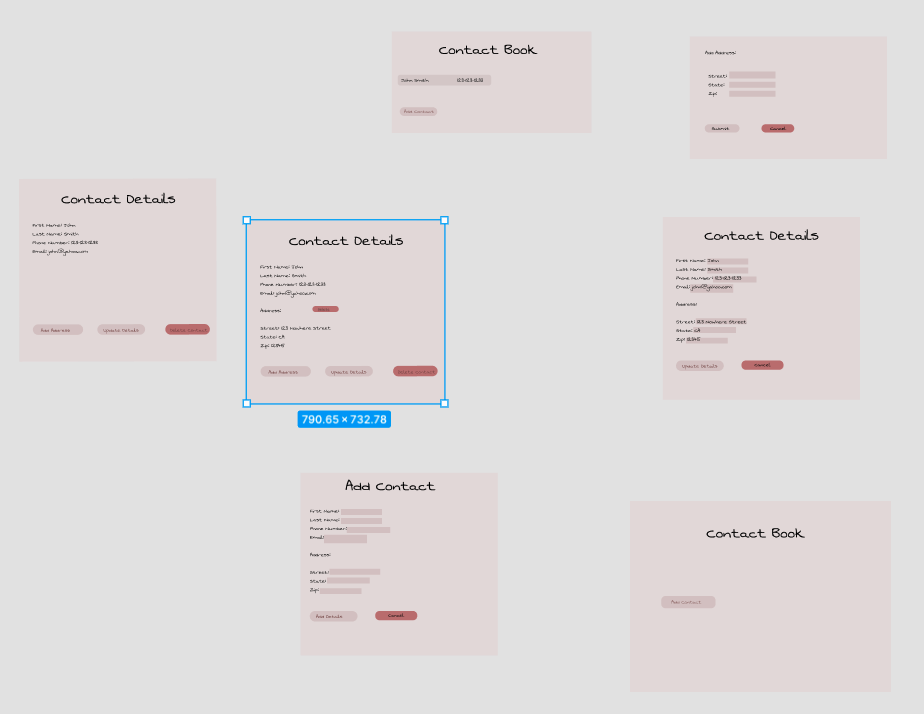 Contact Book
John Smith 123-123-1233
Add Contact
Add Address:
Street:
State:
Zip:
Submit Cancel
Contact Details
First Name: John
Last Name: Smith
Phone Number: 123-123-1233
Email: john@yahoo.com
Add Address Update Details Delete Contact
Contact Details
First Name: John
Last Name: Smith
Phone Number: 123-123-1233
Email: john@yahoo.com
Address:
Street: 123 Nowhere Street
State: CA
Zip: 12345
Add Address Update Details Delete Contact
790.65 × 732.78
Contact Details
First Name: John
Last Name: Smith
Phone Number: 123-123-1233
Email: john@yahoo.com
Address:
Street: 123 Nowhere Street
State: CA
Zip: 12345
Update Details Cancel
Add Contact
First Name:
Last Name:
Phone Number:
Email:
Address:
Street:
State:
Zip:
Add Details Cancel
Contact Book
Add Contact